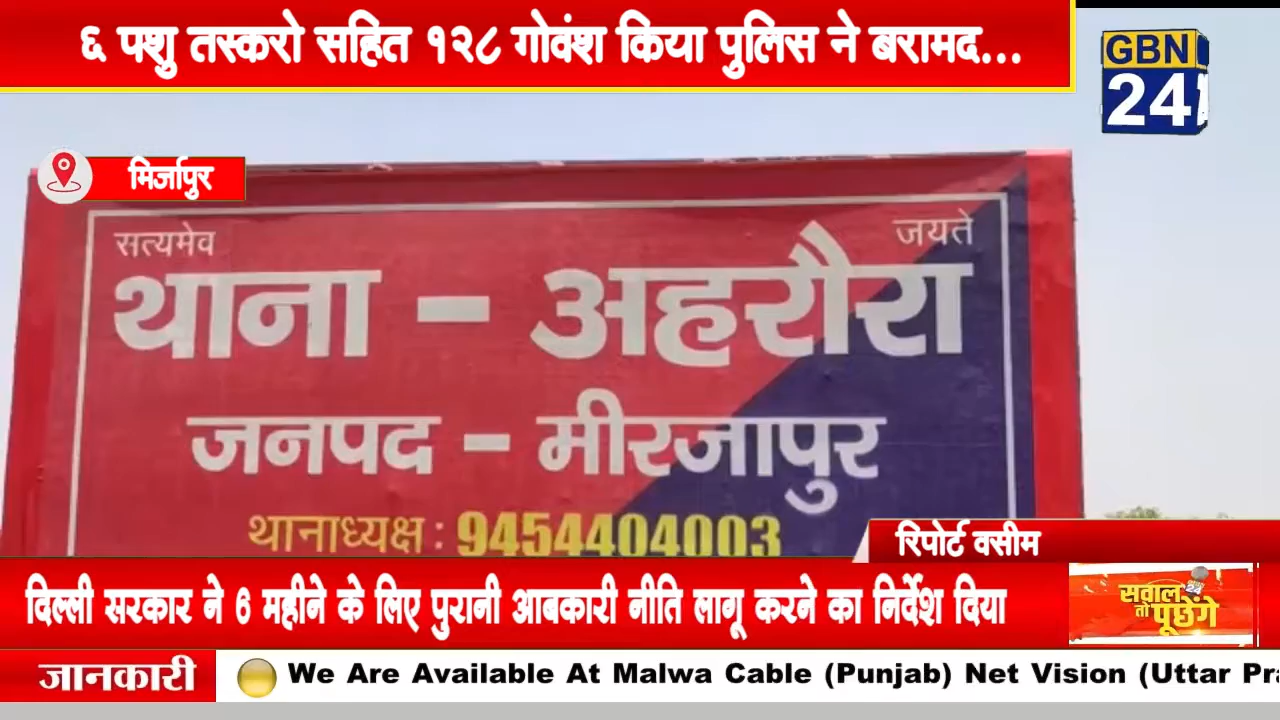 ६ पशु तस्करो सहित १२८ गोवंश किया पुलिस ने बरामद...
GBN
24
मिर्जापुर
सत्यमेव जयते
थाना - अहरौरा
जनपद - मीरजापुर
थानाध्यक्ष : 9454404003
रिपोर्ट वसीम
दिल्ली सरकार ने 6 महीने के लिए पुरानी आबकारी नीति लागू करने का निर्देश दिया
सवाल
तो पूछेंगे
जानकारी
We Are Available At Malwa Cable (Punjab) Net Vision (Uttar Pra